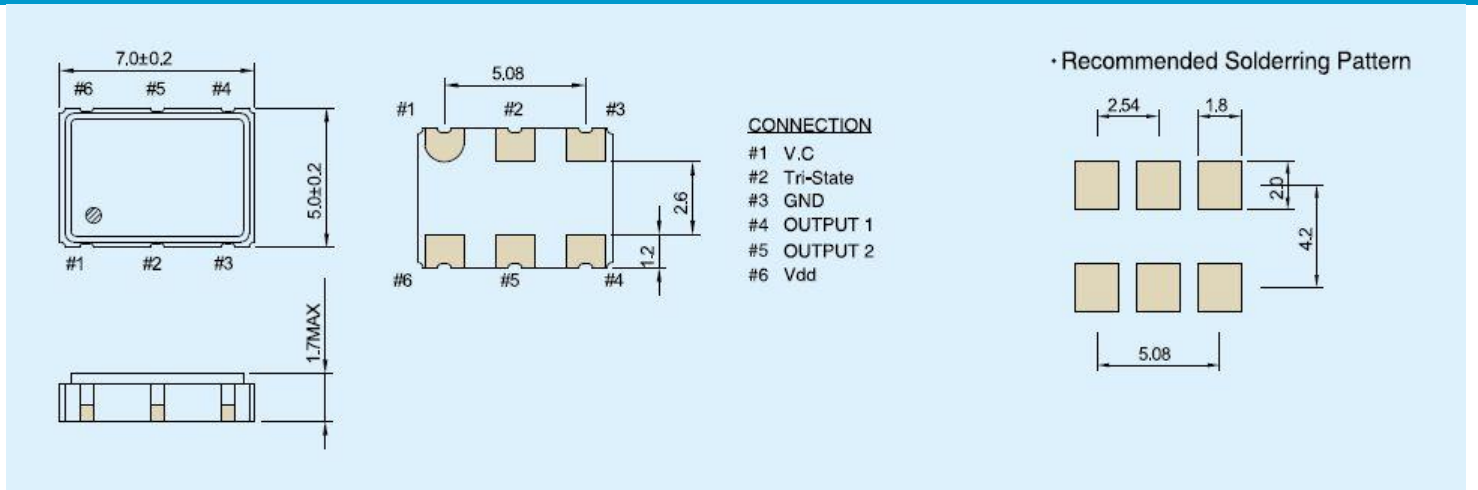 7.0±0.2
#6 #5 #4
5.0±0.2
#1 #2 #3
1.7MAX
5.08
#1 #2 #3
2.6
1.2
#6 #5 #4
CONNECTION
#1 V.C
#2 Tri-State
#3 GND
#4 OUTPUT 1
#5 OUTPUT 2
#6 Vdd
· Recommended Solderring Pattern
2.54 1.8
2.0
4.2
5.08